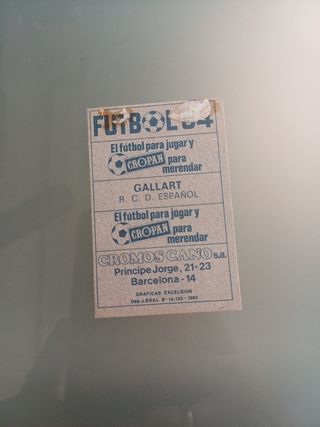 FUTBOL 84
El fútbol para jugar y
CROPAN para
merendar
GALLART
R. C. D. ESPAÑOL
El fútbol para júgar y
CROPAN para
merendar
CROMOS CANO s.a.
Principe Jorge, 21-23
Barcelona - 14
GRAFICAS EXCELSIOR